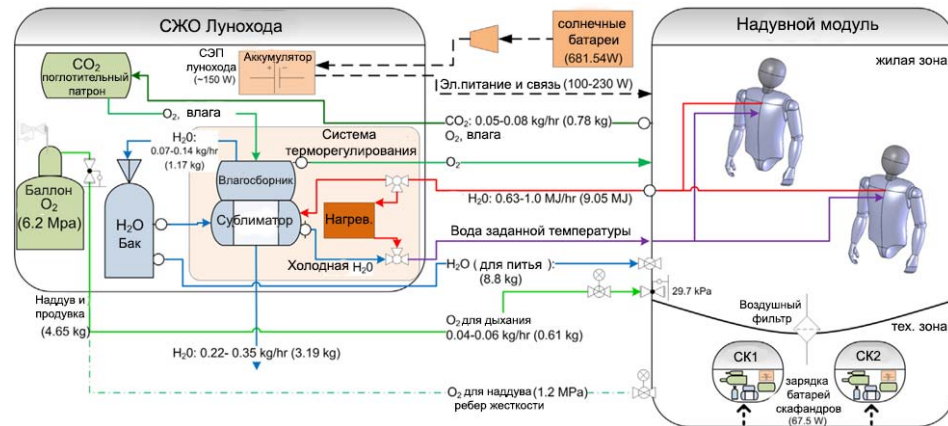 СЖО Лунохода
солнечные
батареи
(681.54W)
Надувной модуль
жилая зона
СЭП
лунохода
(~150 W)
Аккумулятор
CO2
поглотительный
патрон
Эл.питание и связь (100-230 W)
O2, влага
CO2: 0.05-0.08 kg/hr (0.78 kg)
O2, влага
H2O:
0.07-0.14 kg/hr
(1.17 kg)
Система
терморегулирования
O2
Влагосборник
Баллон
O2
(6.2 Mpa)
H2O
Бак
Сублиматор
Нагрев.
H2O: 0.63-1.0 MJ/hr (9.05 MJ)
Вода заданной температуры
Холодная H2O
H2O (для питья ):
(8.8 kg)
29.7 kPa
Наддув и
продувка
(4.65 kg)
O2 для дыхания
0.04-0.06 kg/hr (0.61 kg)
Воздушный
фильтр
тех. зона
H2O: 0.22- 0.35 kg/hr (3.19 kg)
СК1
СК2
O2 для наддува (1.2 MPa)
ребер жесткости
зарядка
батарей
скафандров
(67.5 W)